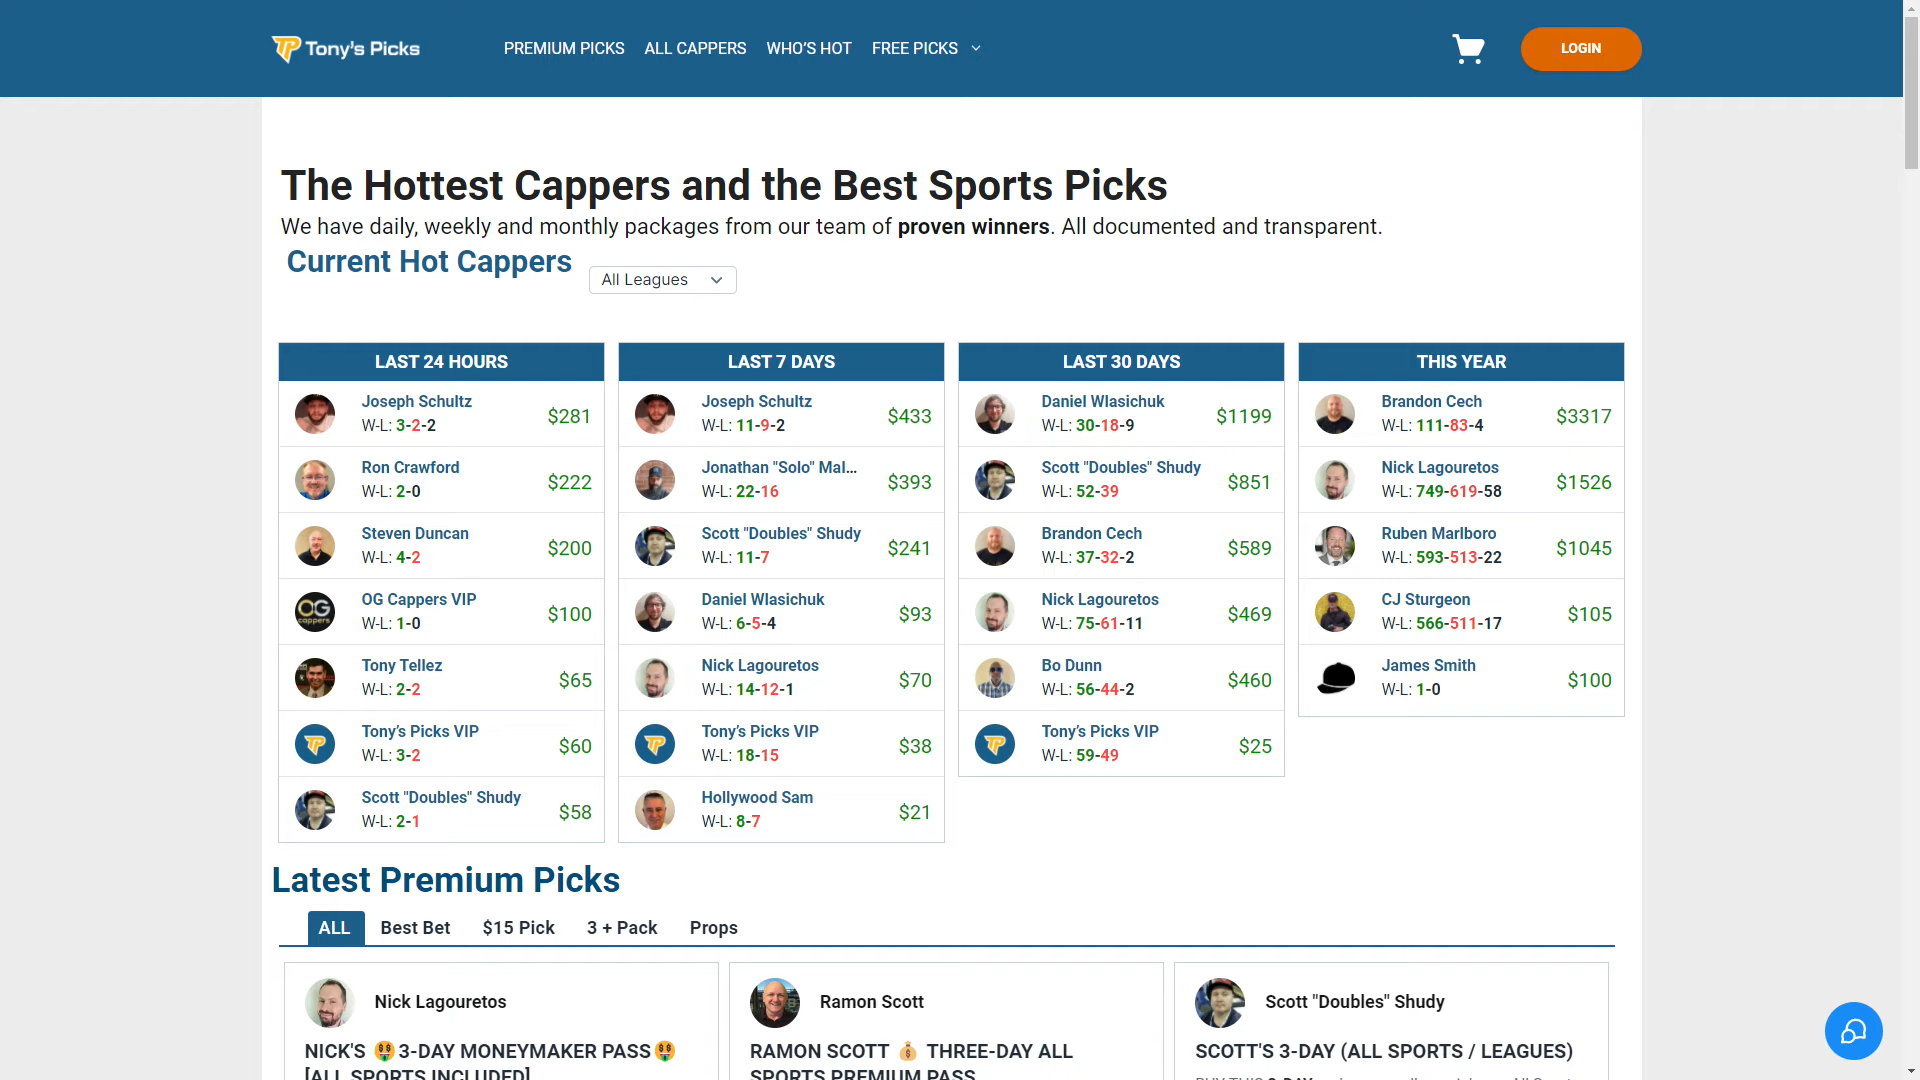 TP Tony's Picks
PREMIUM PICKS ALL CAPPERS WHO'S HOT FREE PICKS
LOGIN
The Hottest Cappers and the Best Sports Picks
We have daily, weekly and monthly packages from our team of proven winners. All documented and transparent.
Current Hot Cappers
All Leagues
LAST 24 HOURS
Joseph Schultz
W-L: 3-2-2
$281
Ron Crawford
W-L: 2-0
$222
Steven Duncan
W-L: 4-2
$200
OG cappers
OG Cappers VIP
W-L: 1-0
$100
Tony Tellez
W-L: 2-2
$65
TP
Tony's Picks VIP
W-L: 3-2
$60
Scott "Doubles" Shudy
W-L: 2-1
$58
LAST 7 DAYS
Joseph Schultz
W-L: 11-9-2
$433
Jonathan "Solo" Mal...
W-L: 22-16
$393
Scott "Doubles" Shudy
W-L: 11-7
$241
Daniel Wlasichuk
W-L: 6-5-4
$93
Nick Lagouretos
W-L: 14-12-1
$70
TP
Tony's Picks VIP
W-L: 18-15
$38
Hollywood Sam
W-L: 8-7
$21
LAST 30 DAYS
Daniel Wlasichuk
W-L: 30-18-9
$1199
Scott "Doubles" Shudy
W-L: 52-39
$851
Brandon Cech
W-L: 37-32-2
$589
Nick Lagouretos
W-L: 75-61-11
$469
Bo Dunn
W-L: 56-44-2
$460
TP
Tony's Picks VIP
W-L: 59-49
$25
THIS YEAR
Brandon Cech
W-L: 111-83-4
$3317
Nick Lagouretos
W-L: 749-619-58
$1526
Ruben Marlboro
W-L: 593-513-22
$1045
CJ Sturgeon
W-L: 566-511-17
$105
James Smith
W-L: 1-0
$100
Latest Premium Picks
ALL Best Bet $15 Pick 3 + Pack Props
Nick Lagouretos
NICK'S 🤑3-DAY MONEYMAKER PASS🤑
[ALL SPORTS INCLUDED]
Ramon Scott
RAMON SCOTT 💰 THREE-DAY ALL
SPORTS PREMIUM PASS
Scott "Doubles" Shudy
SCOTT'S 3-DAY (ALL SPORTS / LEAGUES)